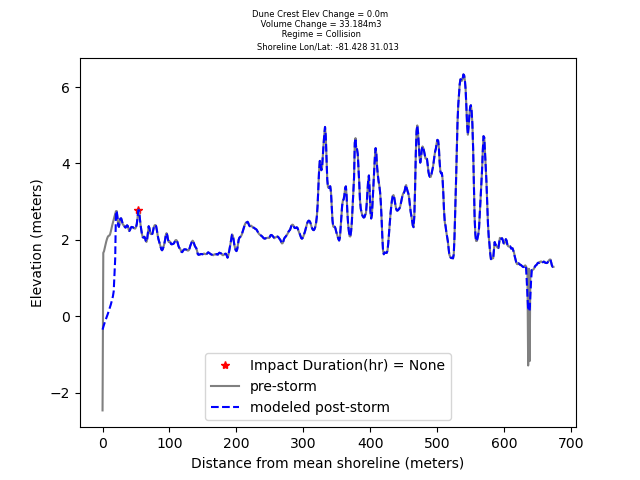 Dune Crest Elev Change = 0.0m
Volume Change = 33.184m3
Regime = Collision
Shoreline Lon/Lat: -81.428 31.013
Elevation (meters)
6
4
2
0
−2
Impact Duration(hr) = None
pre-storm
modeled post-storm
0 100 200 300 400 500 600 700
Distance from mean shoreline (meters)